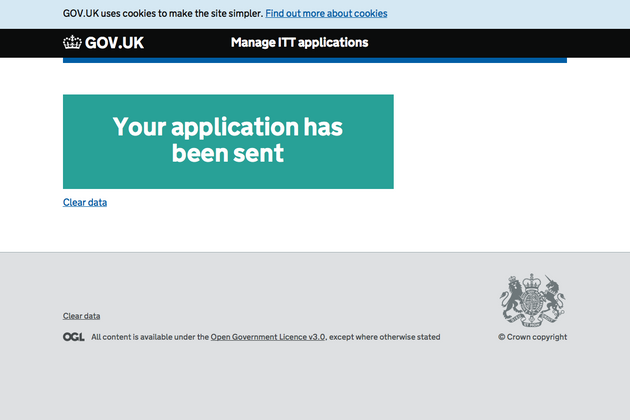 GOV.UK uses cookies to make the site simpler. Find out more about cookies
GOV.UK Manage ITT applications
Your application has
been sent
Clear data
Clear data
OGL All content is available under the Open Government Licence v3.0, except where otherwise stated
© Crown copyright